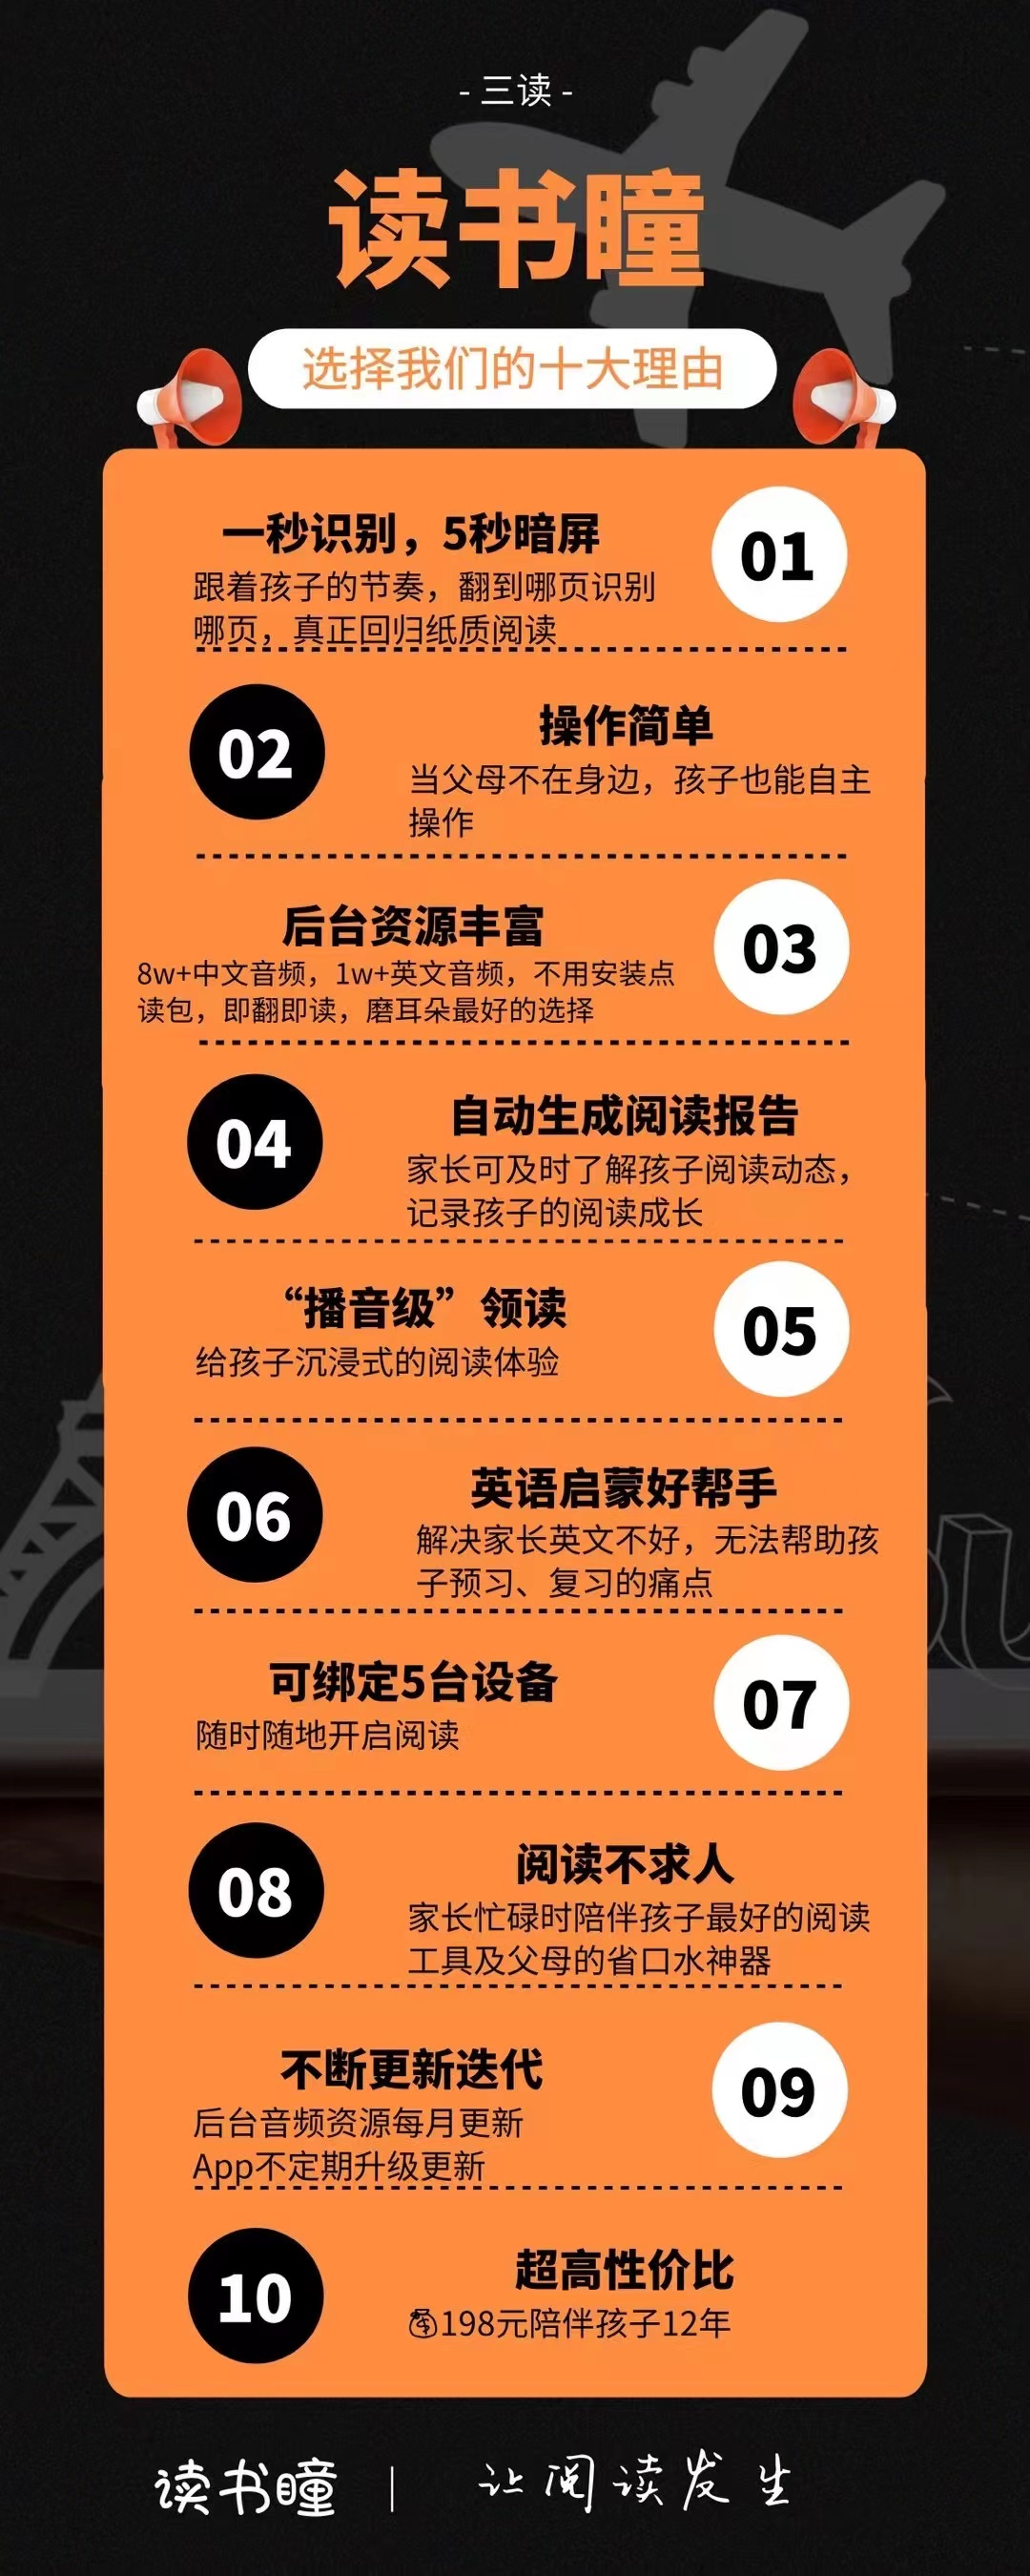 - 三读 -
读书瞳
选择我们的十大理由
一秒识别，5秒暗屏
01
跟着孩子的节奏，翻到哪页识别
哪页，真正回归纸质阅读
02
操作简单
当父母不在身边，孩子也能自主
操作
后台资源丰富
03
8w+中文音频，1w+英文音频，不用安装点
读包，即翻即读，磨耳朵最好的选择
04
自动生成阅读报告
家长可及时了解孩子阅读动态，
记录孩子的阅读成长
“播音级”领读
05
给孩子沉浸式的阅读体验
06
英语启蒙好帮手
解决家长英文不好，无法帮助孩
子预习、复习的痛点
可绑定5台设备
07
随时随地开启阅读
08
阅读不求人
家长忙碌时陪伴孩子最好的阅读
工具及父母的省口水神器
不断更新迭代
09
后台音频资源每月更新
App不定期升级更新
10
超高性价比
💰198元陪伴孩子12年
读书瞳 | 让阅读发生